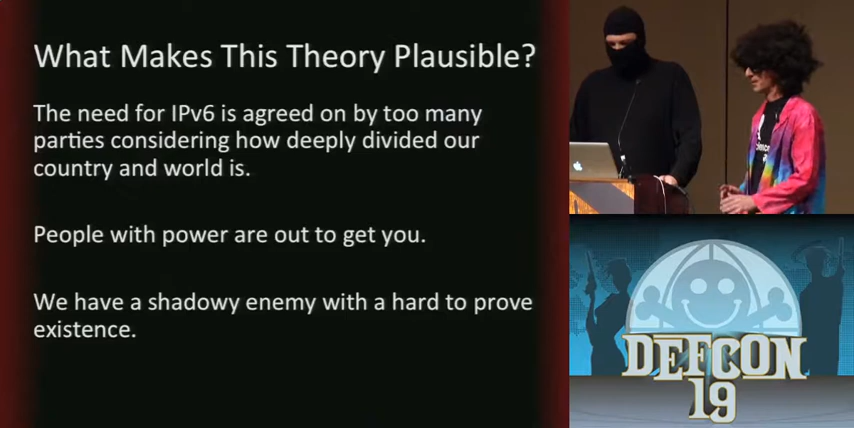 What Makes This Theory Plausible?
The need for IPv6 is agreed on by too many
parties considering how deeply divided our
country and world is.
People with power are out to get you.
We have a shadowy enemy with a hard to prove
existence.
DEFCON
19